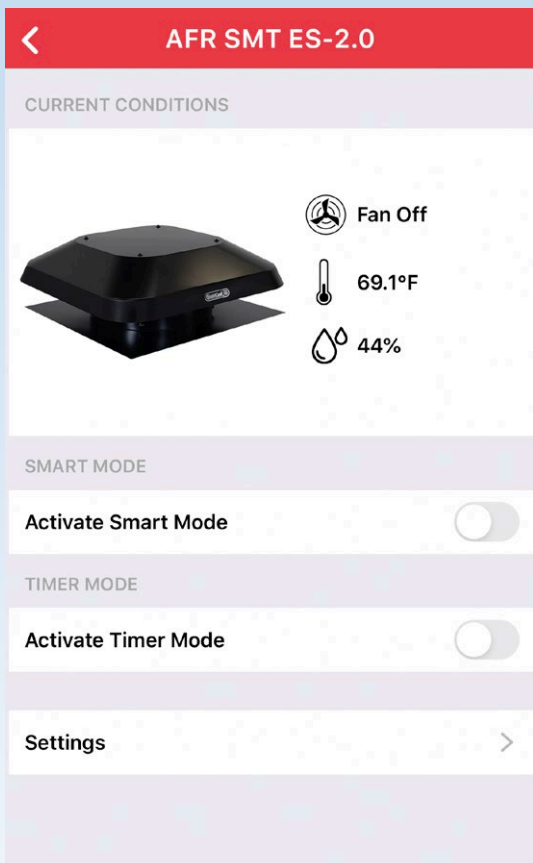 AFR SMT ES-2.0
CURRENT CONDITIONS
Fan Off
69.1°F
44%
SMART MODE
Activate Smart Mode
TIMER MODE
Activate Timer Mode
Settings